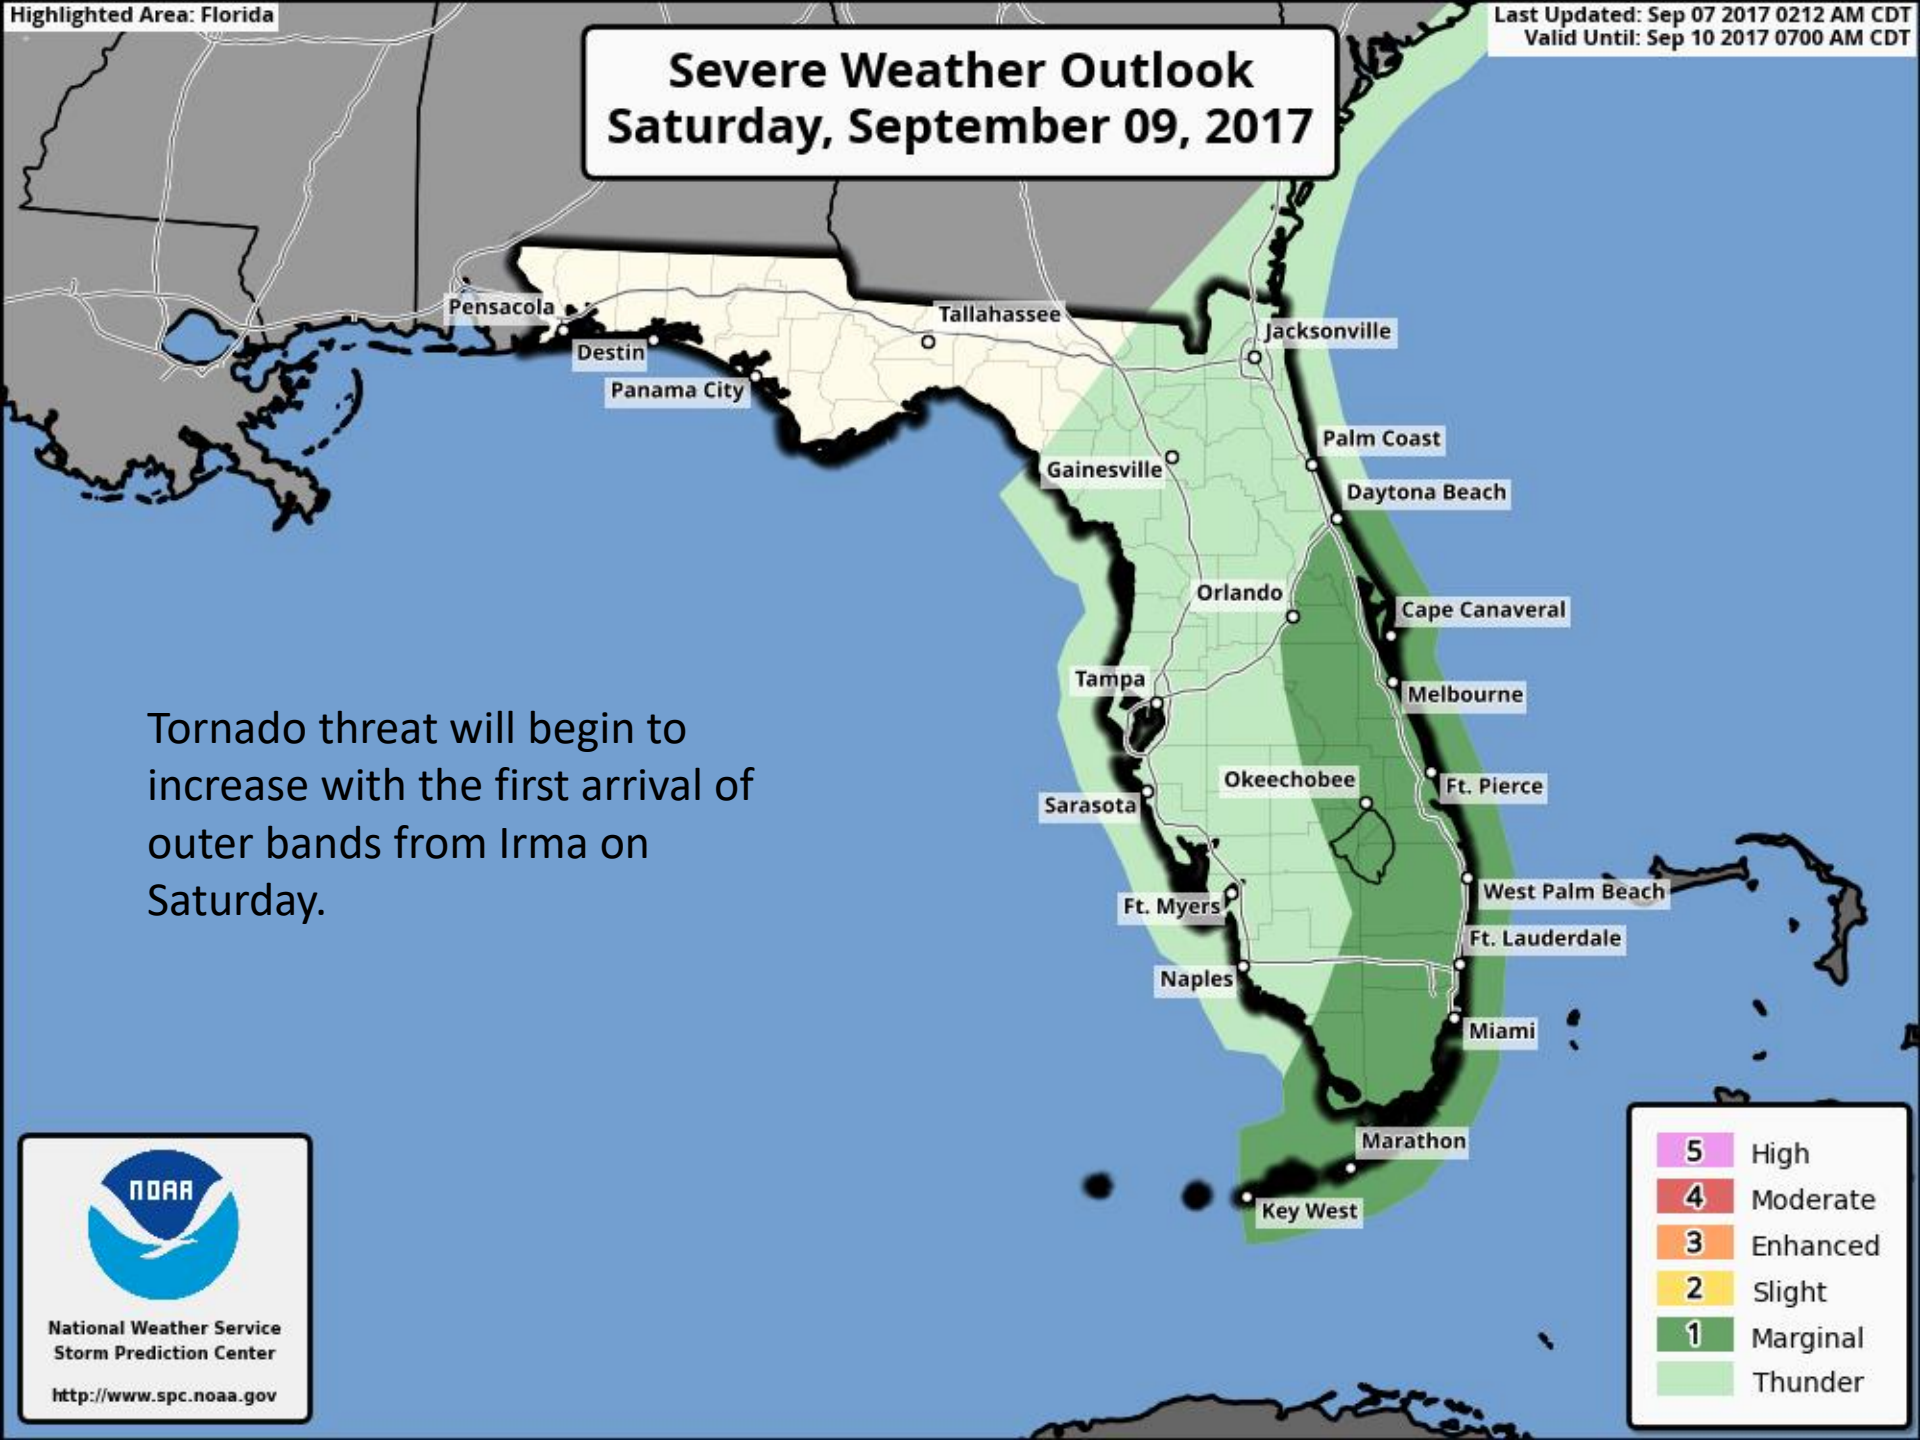 Highlighted Area: Florida
Last Updated: Sep 07 2017 0212 AM CDT
Valid Until: Sep 10 2017 0700 AM CDT
Severe Weather Outlook
Saturday, September 09, 2017
Pensacola
Tallahassee
Jacksonville
Destin
Panama City
Palm Coast
Gainesville
Daytona Beach
Orlando
Cape Canaveral
Tampa
Melbourne
Okeechobee
Ft. Pierce
Sarasota
West Palm Beach
Ft. Myers
Ft. Lauderdale
Naples
Miami
Marathon
Key West
Tornado threat will begin to
increase with the first arrival of
outer bands from Irma on
Saturday.
NOAA
National Weather Service
Storm Prediction Center
http://www.spc.noaa.gov
5 High
4 Moderate
3 Enhanced
2 Slight
1 Marginal
Thunder